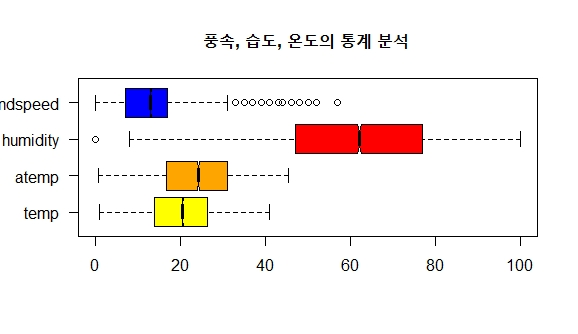 풍속, 습도, 온도의 통계 분석
ndspeed
humidity
atemp
temp
0 20 40 60 80 100